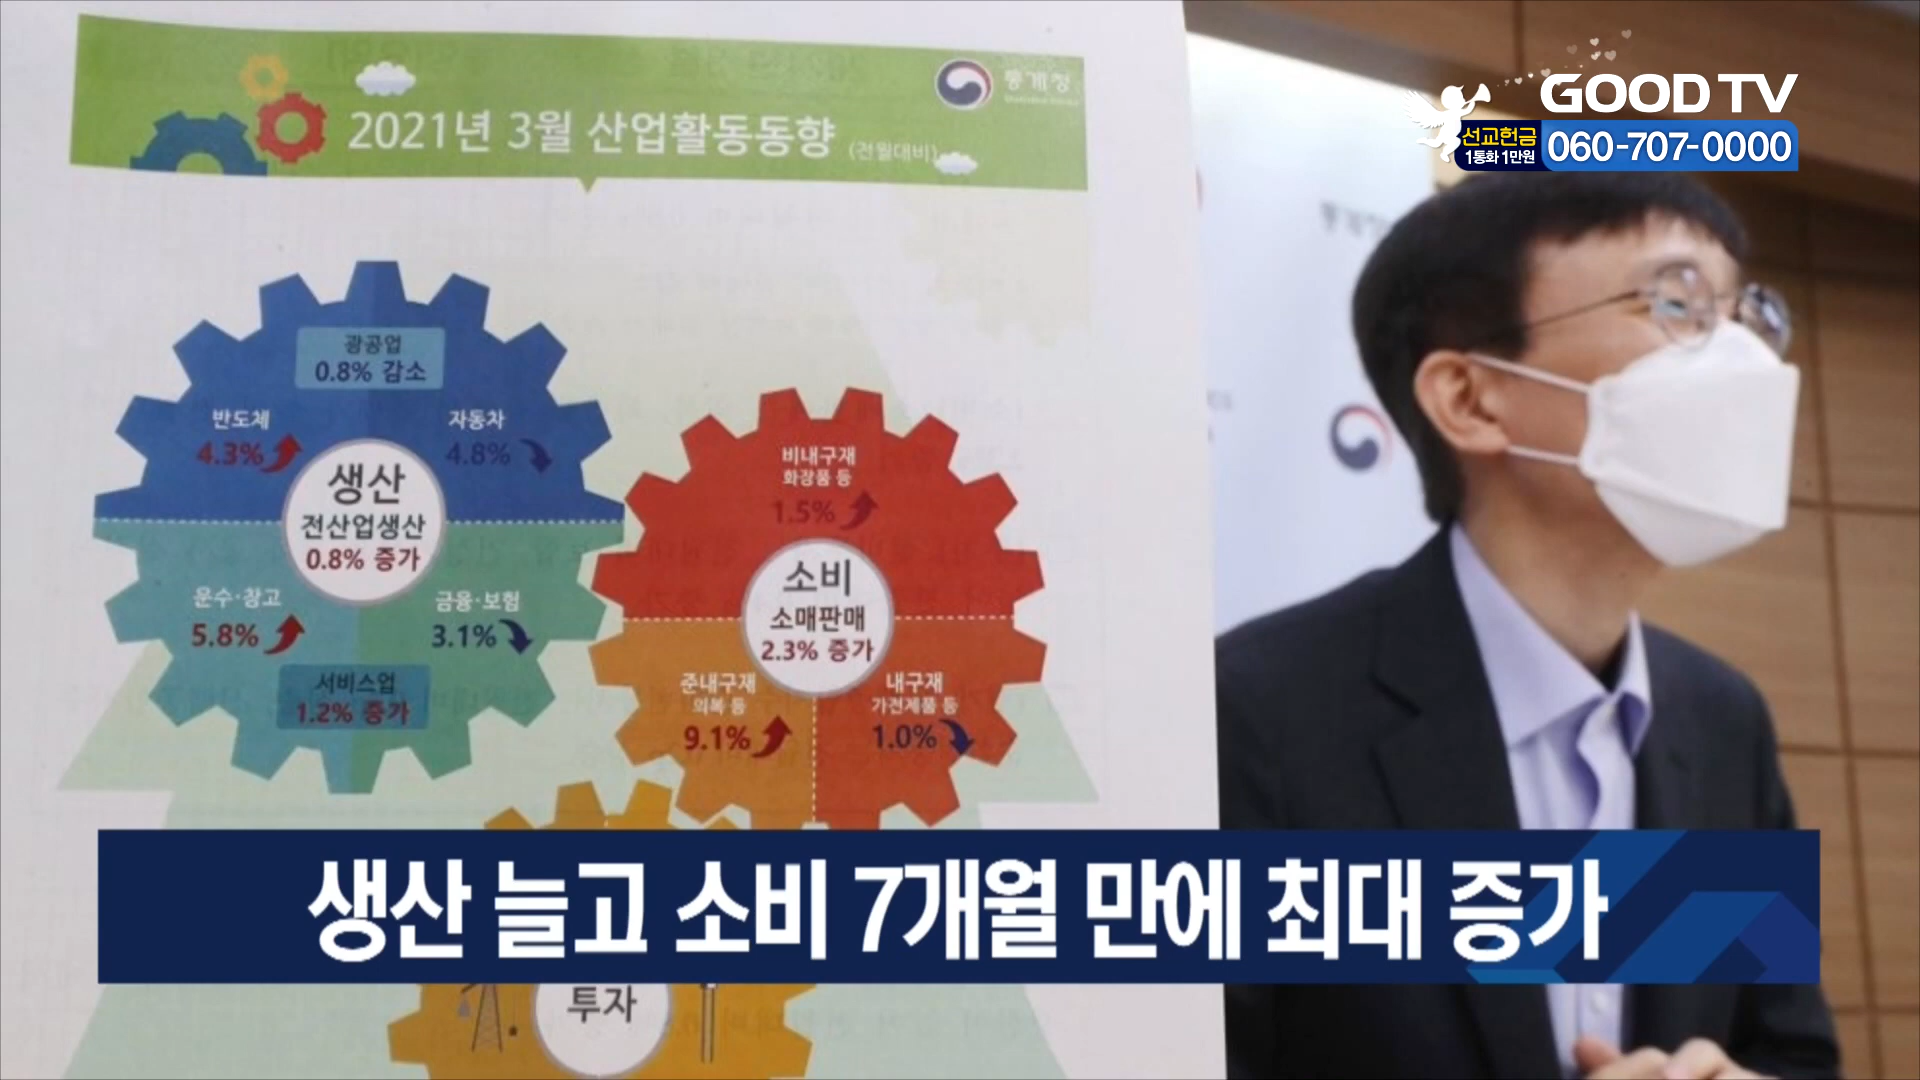 GOOD TV
선교헌금
1통화 1만원
060-707-0000
통계청
2021년 3월 산업활동동향 (전월대비)
광공업
0.8% 감소
반도체
4.3%
자동차
4.8%
생산
전산업생산
0.8% 증가
운수·창고
5.8%
금융·보험
3.1%
서비스업
1.2% 증가
비내구재
화장품 등
1.5%
소비
소매판매
2.3% 증가
준내구재
의복 등
9.1%
내구재
가전제품 등
1.0%
생산 늘고 소비 7개월 만에 최대 증가
투자